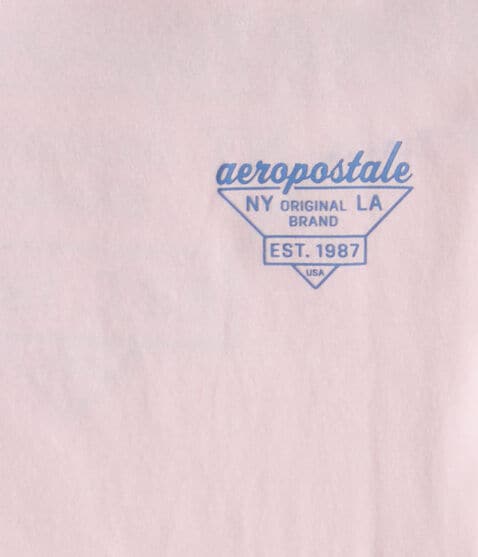 aeropostale
NY ORIGINAL LA
BRAND
EST. 1987
USA